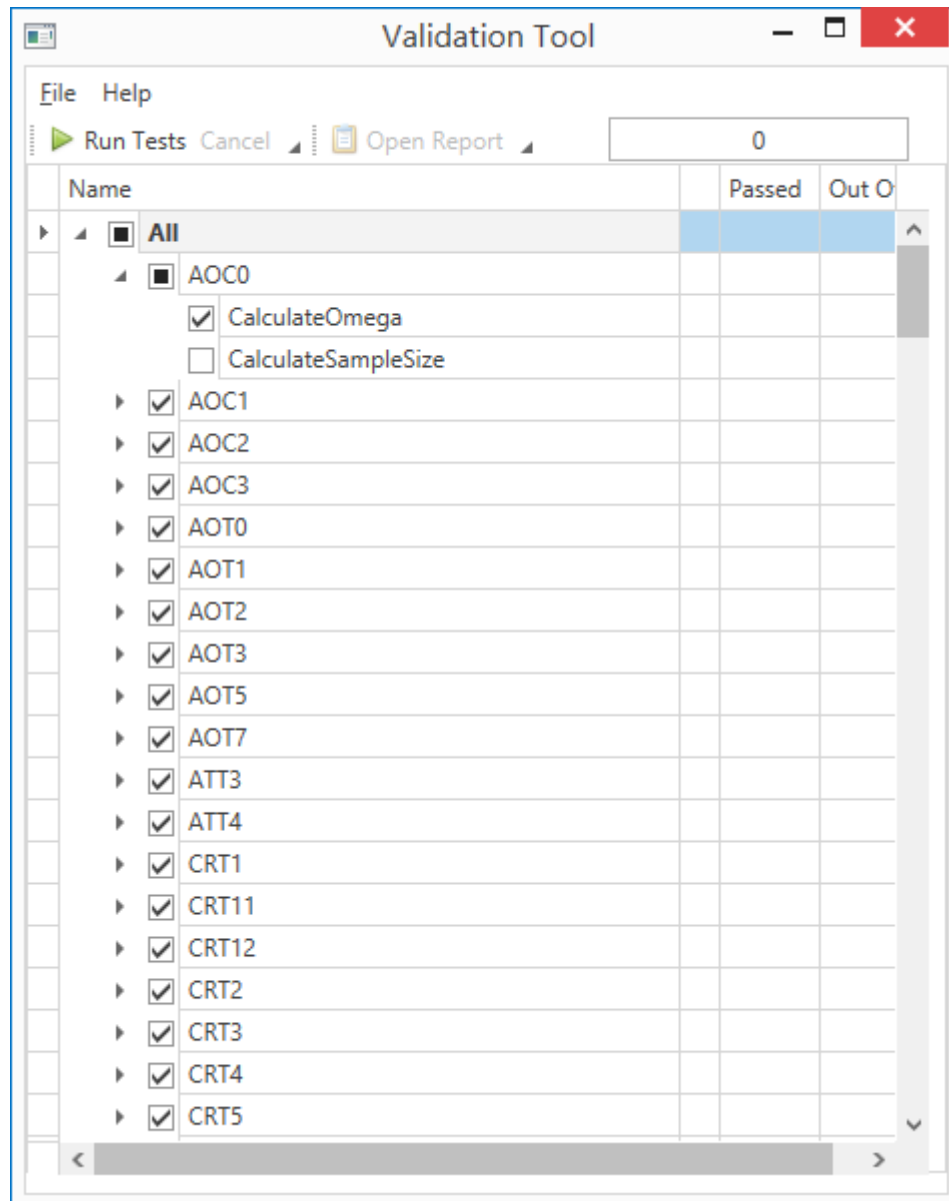 Validation Tool
File Help
Run Tests Cancel Open Report 0
Name Passed Out O
All
AOC0
CalculateOmega
CalculateSampleSize
AOC1
AOC2
AOC3
AOT0
AOT1
AOT2
AOT3
AOT5
AOT7
ATT3
ATT4
CRT1
CRT11
CRT12
CRT2
CRT3
CRT4
CRT5